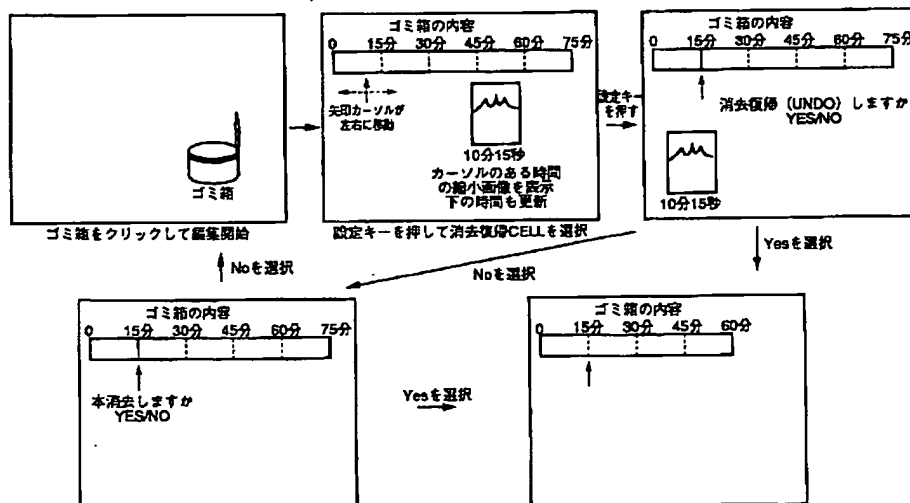 ゴミ箱
ゴミ箱をクリックして編集開始
ゴミ箱の内容
0 15分 30分 45分 60分 75分
矢印カーソルが
左右に移動
10分15秒
カーソルのある時間
の縮小画像を表示
下の時間も更新
設定キーを押して消去復帰CELLを選択
設定キー
を押す
ゴミ箱の内容
0 15分 30分 45分 60分 75分
消去復帰(UNDO)しますか
YES/NO
10分15秒
Noを選択
Noを選択
Yesを選択
ゴミ箱の内容
0 15分 30分 45分 60分 75分
本消去しますか
YES/NO
Yesを選択
ゴミ箱の内容
0 15分 30分 45分 60分